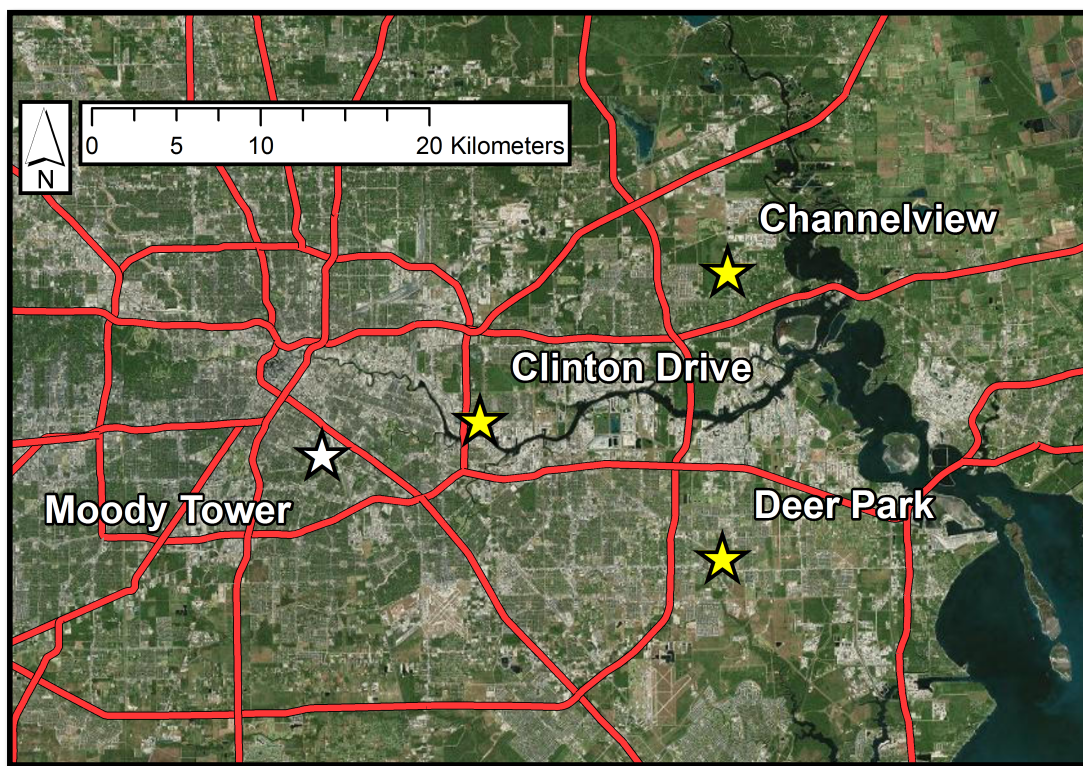 0 5 10 20 Kilometers
N
Channelview
Clinton Drive
Moody Tower
Deer Park